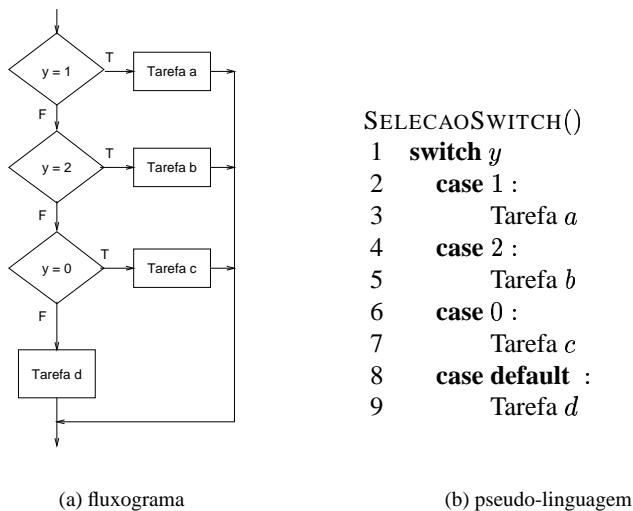 T
y = 1
Tarefa a
F
T
y = 2
Tarefa b
F
T
y = 0
Tarefa c
F
Tarefa d
(a) fluxograma
SELECAOSWITCH()
1 switch y
2 case 1 :
3 Tarefa a
4 case 2 :
5 Tarefa b
6 case 0 :
7 Tarefa c
8 case default :
9 Tarefa d
(b) pseudo-linguagem